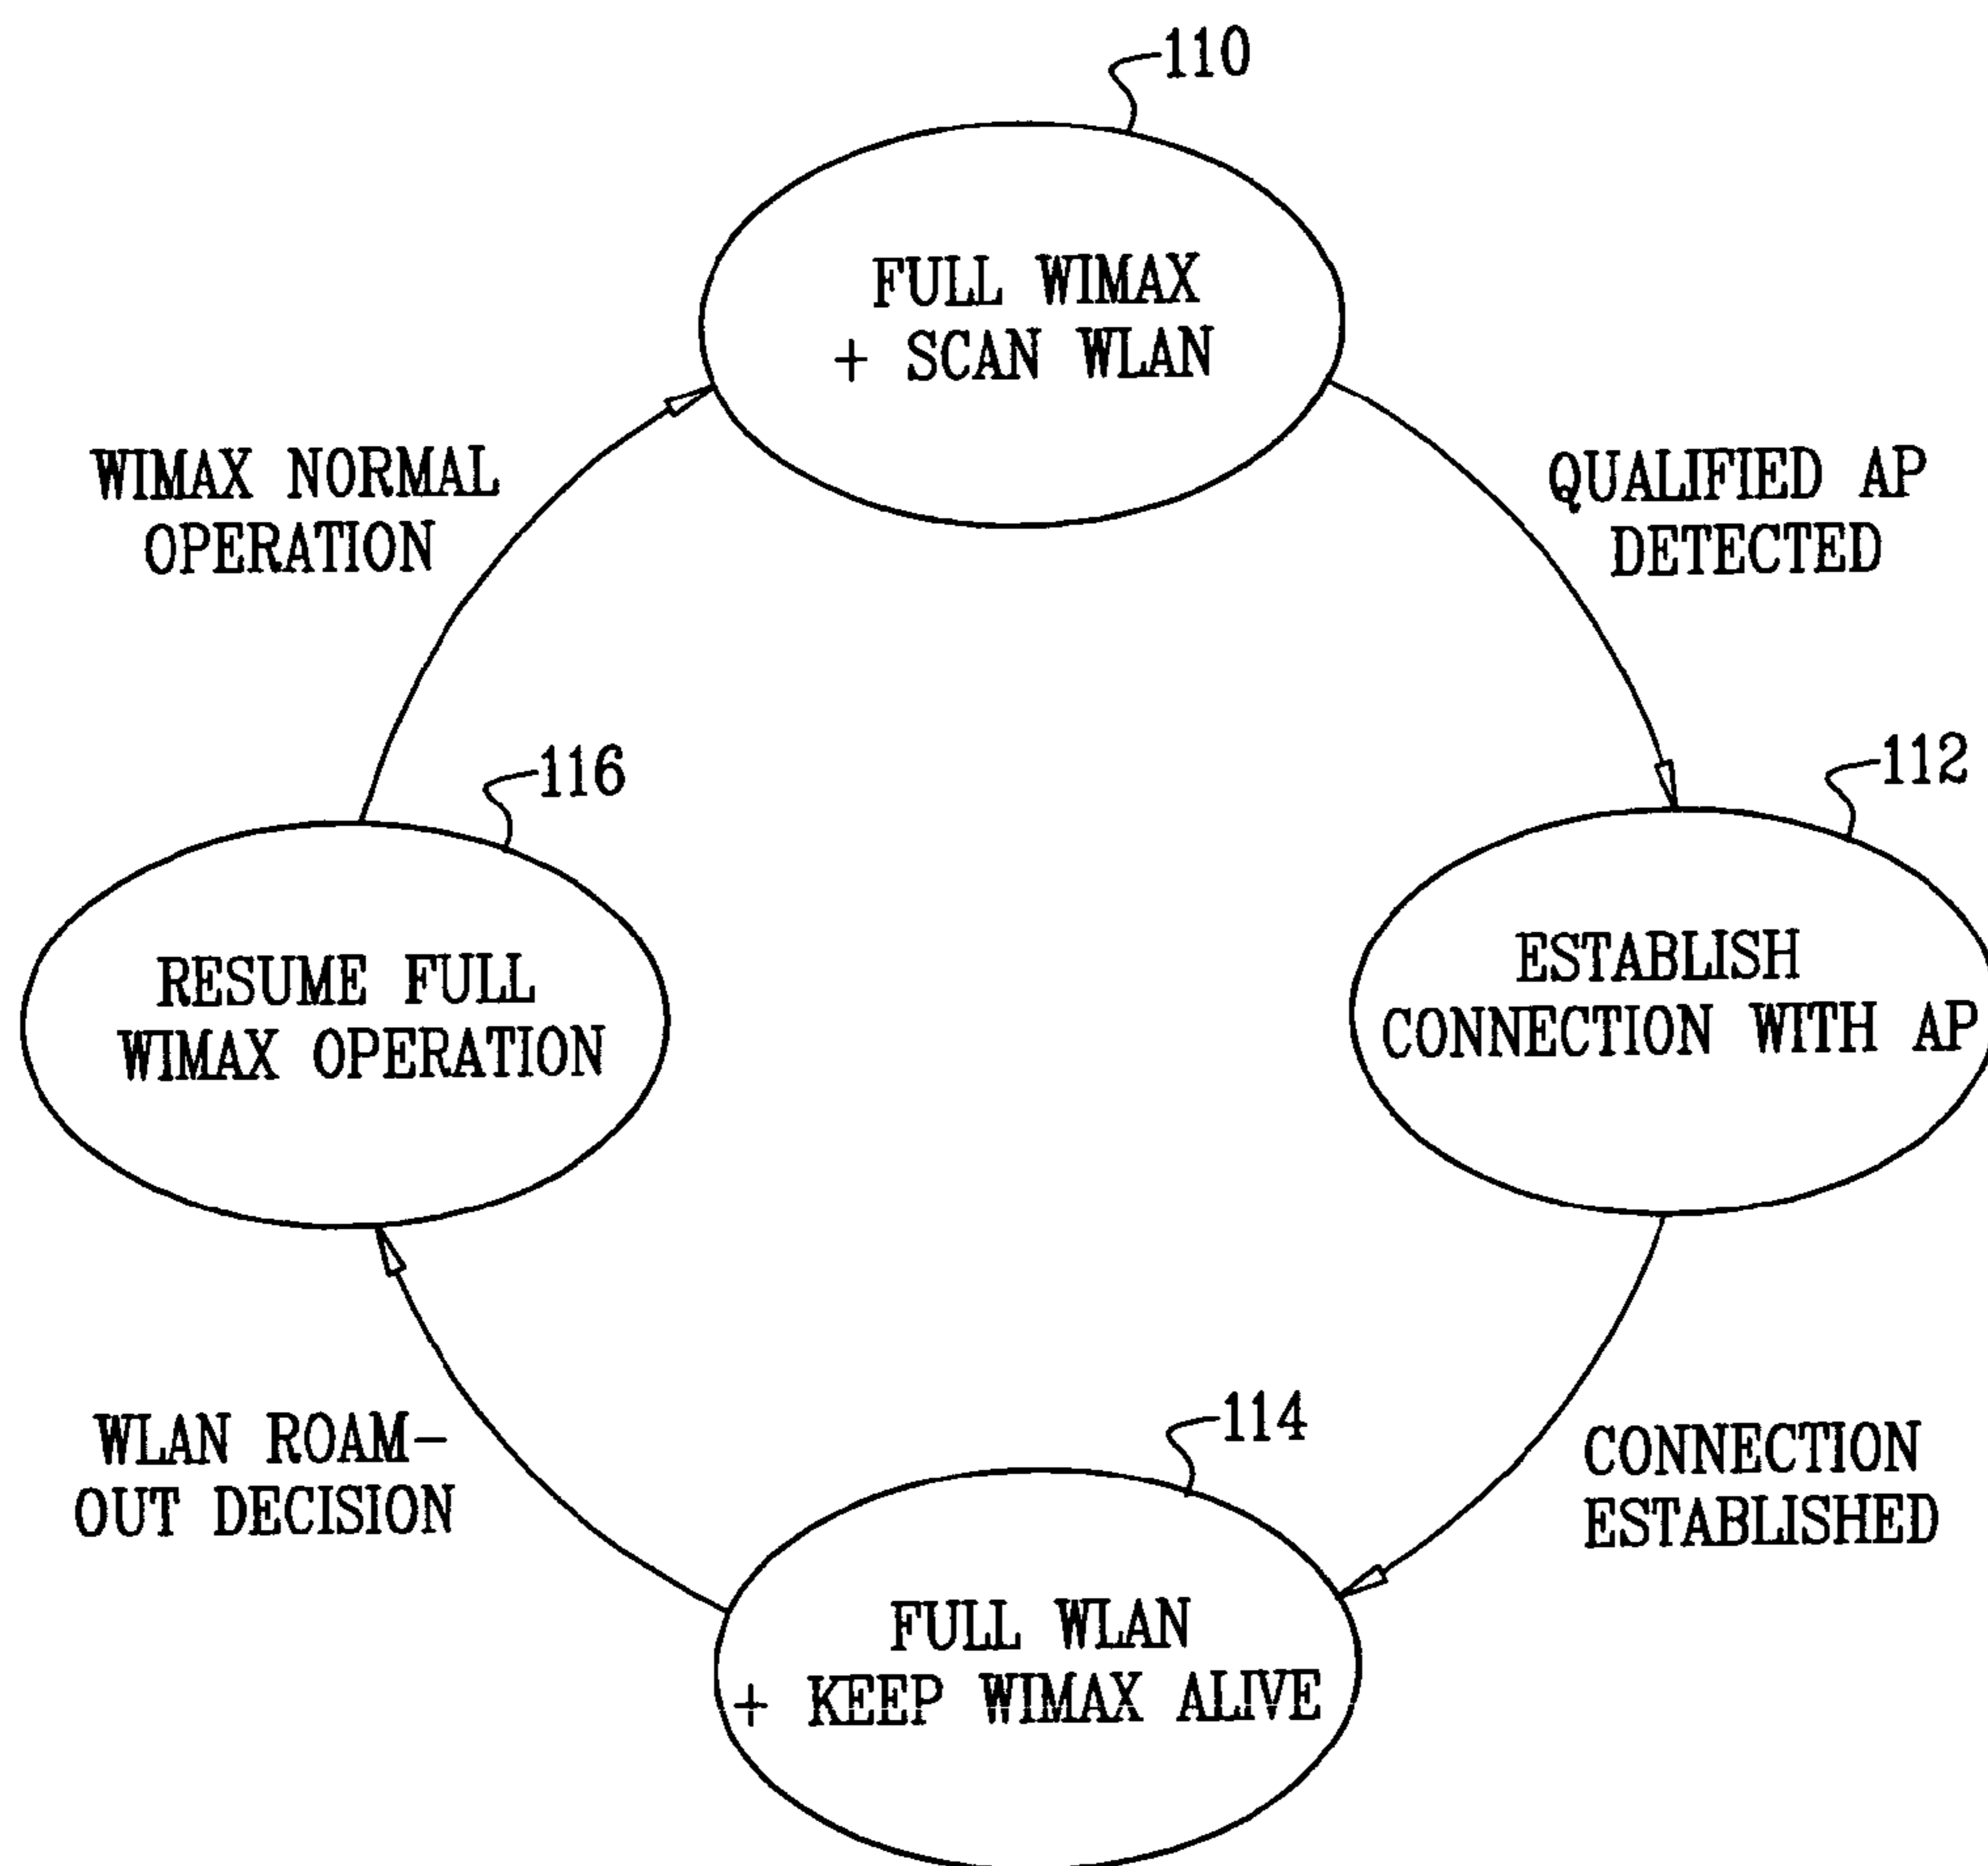 110
FULL WIMAX
+ SCAN WLAN
WIMAX NORMAL
OPERATION
QUALIFIED AP
DETECTED
116
112
RESUME FULL
WIMAX OPERATION
ESTABLISH
CONNECTION WITH AP
WLAN ROAM-
OUT DECISION
114
CONNECTION
ESTABLISHED
FULL WLAN
+ KEEP WIMAX ALIVE